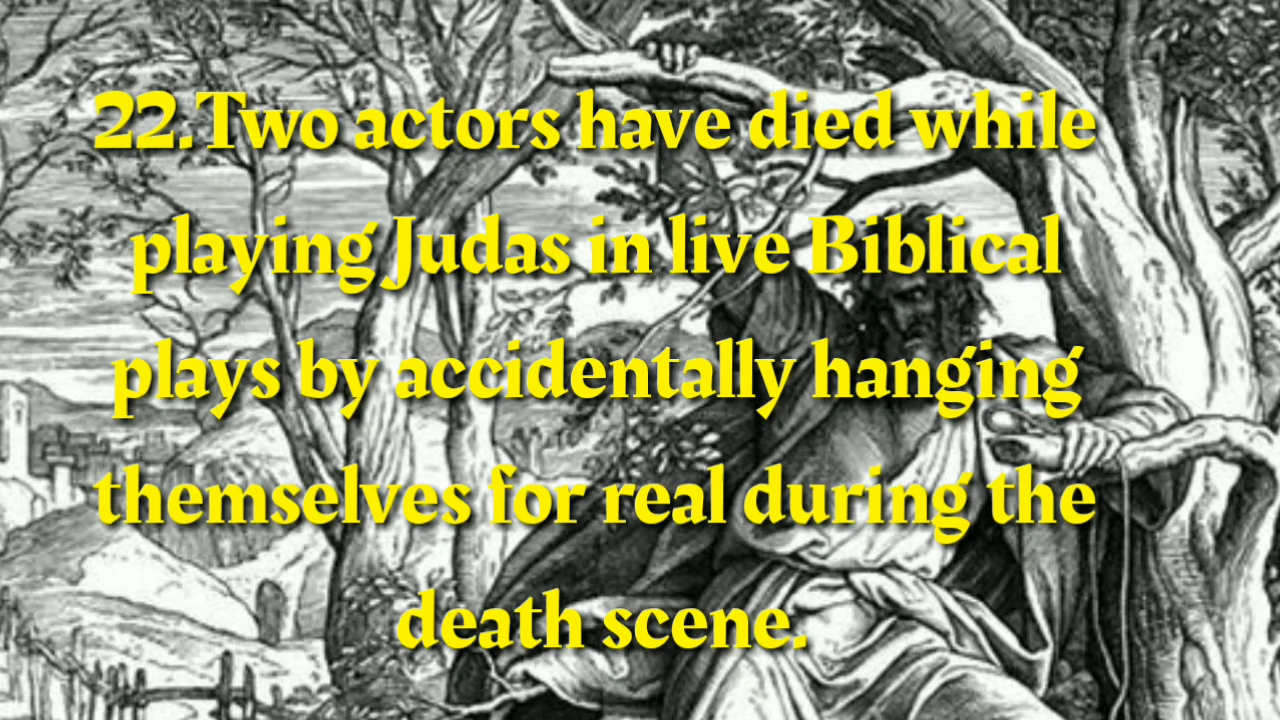 22.Two actors have died while
playing Judas in live Biblical
plays by accidentally hanging
themselves for real during the
death scene.